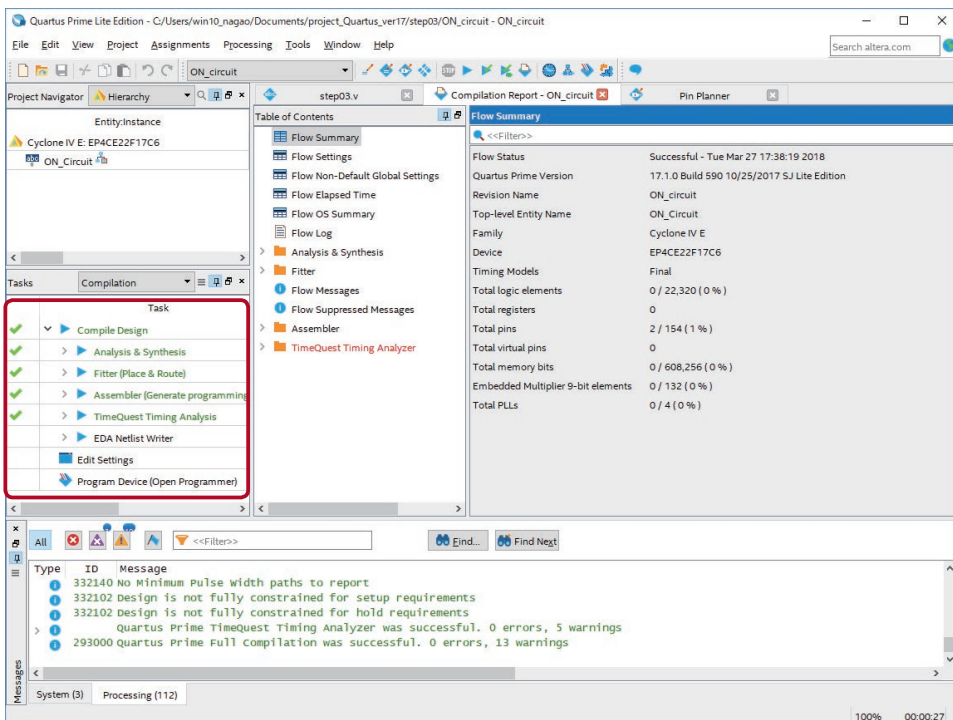 Quartus Prime Lite Edition - C:/Users/win10_nagao/Documents/project_Quartus_ver17/step03/ON_circuit - ON_circuit
File Edit View Project Assignments Processing Tools Window Help
Search altera.com
ON_circuit
Project Navigator Hierarchy
Entity:Instance
Cyclone IV E: EP4CE22F17C6
ON_Circuit
Tasks Compilation
Task
Compile Design
Analysis & Synthesis
Fitter (Place & Route)
Assembler (Generate programming
TimeQuest Timing Analysis
EDA Netlist Writer
Edit Settings
Program Device (Open Programmer)
step03.v
Compilation Report - ON_circuit
Pin Planner
Table of Contents
Flow Summary
Flow Settings
Flow Non-Default Global Settings
Flow Elapsed Time
Flow OS Summary
Flow Log
Analysis & Synthesis
Fitter
Flow Messages
Flow Suppressed Messages
Assembler
TimeQuest Timing Analyzer
Flow Summary
<<Filter>>
Flow Status Successful - Tue Mar 27 17:38:19 2018
Quartus Prime Version 17.1.0 Build 590 10/25/2017 SJ Lite Edition
Revision Name ON_circuit
Top-level Entity Name ON_Circuit
Family Cyclone IV E
Device EP4CE22F17C6
Timing Models Final
Total logic elements 0 / 22,320 ( 0 % )
Total registers 0
Total pins 2 / 154 ( 1 % )
Total virtual pins 0
Total memory bits 0 / 608,256 ( 0 % )
Embedded Multiplier 9-bit elements 0 / 132 ( 0 % )
Total PLLs 0 / 4 ( 0 % )
All <<Filter>> Find... Find Next
Type ID Message
332140 No Minimum Pulse Width paths to report
332102 Design is not fully constrained for setup requirements
332102 Design is not fully constrained for hold requirements
Quartus Prime TimeQuest Timing Analyzer was successful. 0 errors, 5 warnings
293000 Quartus Prime Full Compilation was successful. 0 errors, 13 warnings
Messages
System (3) Processing (112)
100% 00:00:27